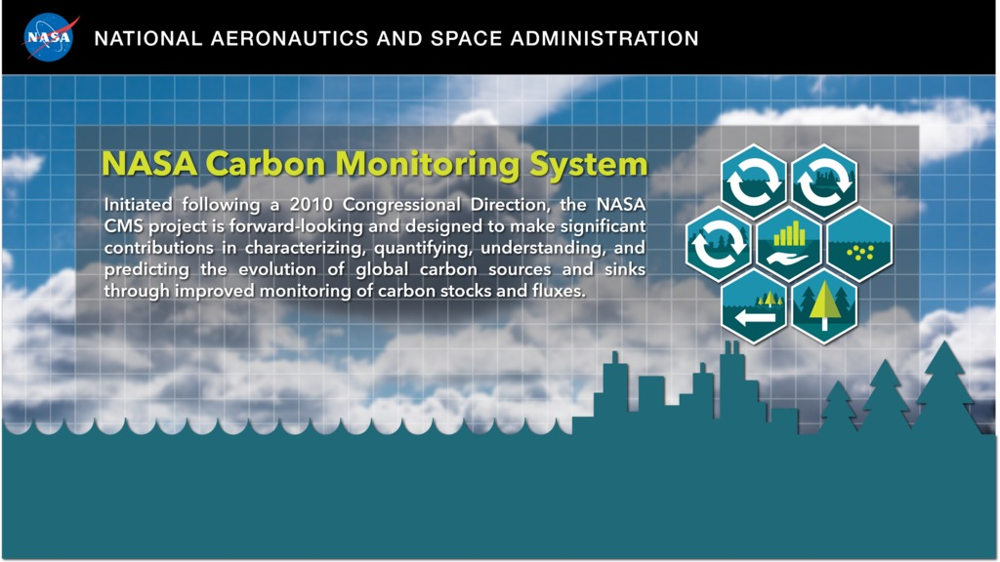 NASA
NATIONAL AERONAUTICS AND SPACE ADMINISTRATION
NASA Carbon Monitoring System
Initiated following a 2010 Congressional Direction, the NASA
CMS project is forward-looking and designed to make significant
contributions in characterizing, quantifying, understanding, and
predicting the evolution of global carbon sources and sinks
through improved monitoring of carbon stocks and fluxes.